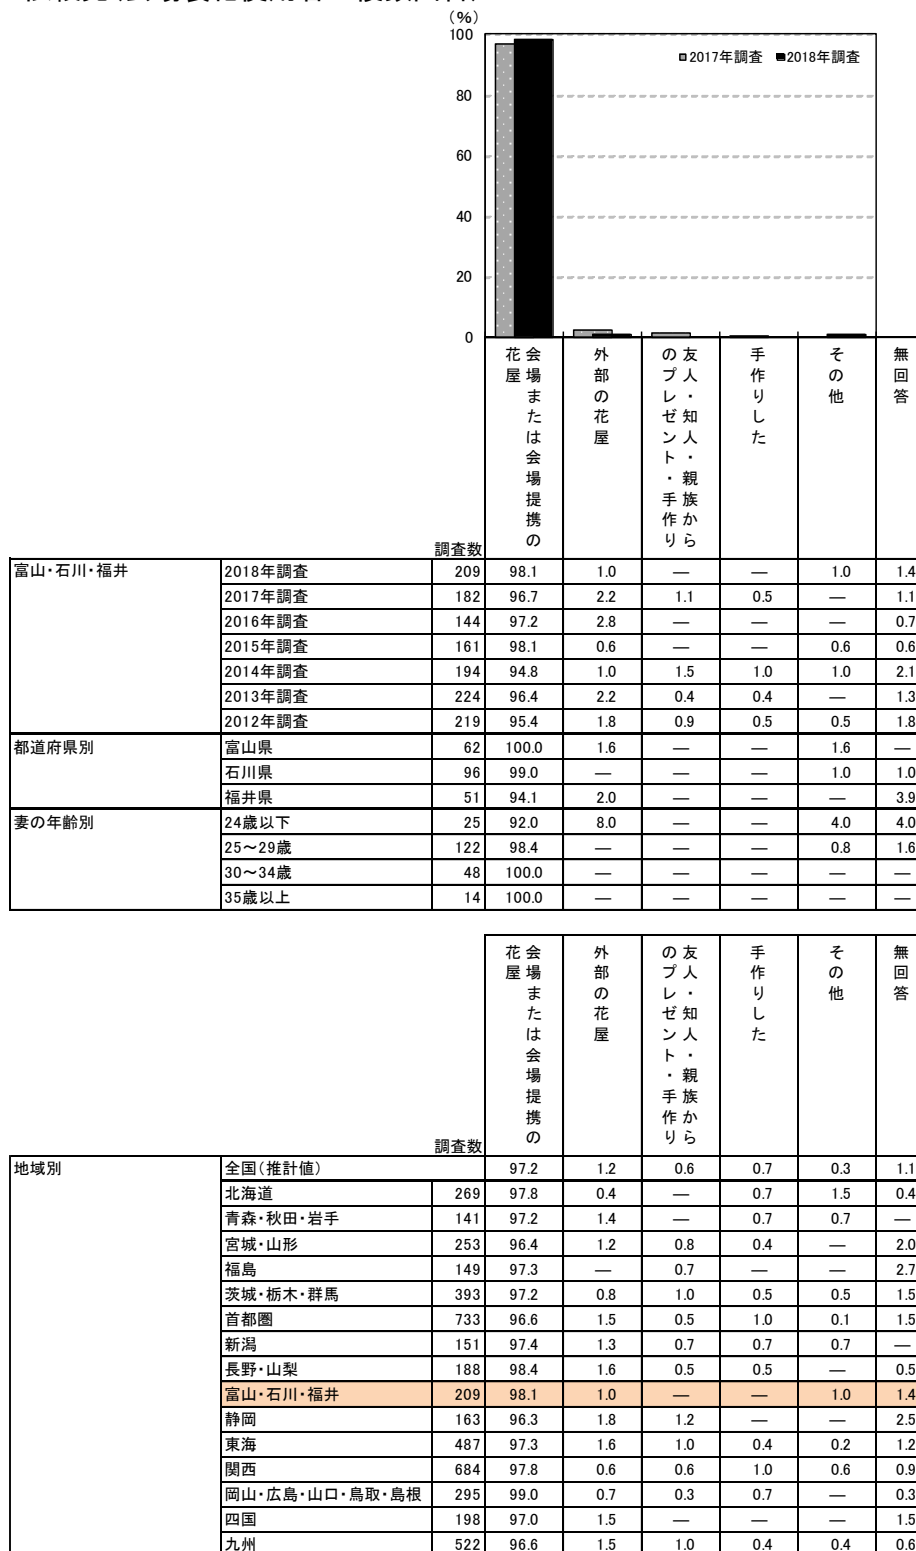 (%)
100
■2017年調査 ■2018年調査
80
60
40
20
0
会場または会場提携の花屋
外部の花屋
友人・知人・親族からのプレゼント・手作り
手作りした
その他
無回答
調査数
富山・石川・福井 2018年調査 209 98.1 1.0 — — 1.0 1.4
2017年調査 182 96.7 2.2 1.1 0.5 — 1.1
2016年調査 144 97.2 2.8 — — — 0.7
2015年調査 161 98.1 0.6 — — 0.6 0.6
2014年調査 194 94.8 1.0 1.5 1.0 1.0 2.1
2013年調査 224 96.4 2.2 0.4 0.4 — 1.3
2012年調査 219 95.4 1.8 0.9 0.5 0.5 1.8
都道府県別 富山県 62 100.0 1.6 — — 1.6 —
石川県 96 99.0 — — — 1.0 1.0
福井県 51 94.1 2.0 — — — 3.9
妻の年齢別 24歳以下 25 92.0 8.0 — — 4.0 4.0
25～29歳 122 98.4 — — — 0.8 1.6
30～34歳 48 100.0 — — — — —
35歳以上 14 100.0 — — — — —
会場または会場提携の花屋
外部の花屋
友人・知人・親族からのプレゼント・手作り
手作りした
その他
無回答
調査数
地域別 全国(推計値) 97.2 1.2 0.6 0.7 0.3 1.1
北海道 269 97.8 0.4 — 0.7 1.5 0.4
青森・秋田・岩手 141 97.2 1.4 — 0.7 0.7 —
宮城・山形 253 96.4 1.2 0.8 0.4 — 2.0
福島 149 97.3 — 0.7 — — 2.7
茨城・栃木・群馬 393 97.2 0.8 1.0 0.5 0.5 1.5
首都圏 733 96.6 1.5 0.5 1.0 0.1 1.5
新潟 151 97.4 1.3 0.7 0.7 0.7 —
長野・山梨 188 98.4 1.6 0.5 0.5 — 0.5
富山・石川・福井 209 98.1 1.0 — — 1.0 1.4
静岡 163 96.3 1.8 1.2 — — 2.5
東海 487 97.3 1.6 1.0 0.4 0.2 1.2
関西 684 97.8 0.6 0.6 1.0 0.6 0.9
岡山・広島・山口・鳥取・島根 295 99.0 0.7 0.3 0.7 — 0.3
四国 198 97.0 1.5 — — — 1.5
九州 522 96.6 1.5 1.0 0.4 0.4 0.6